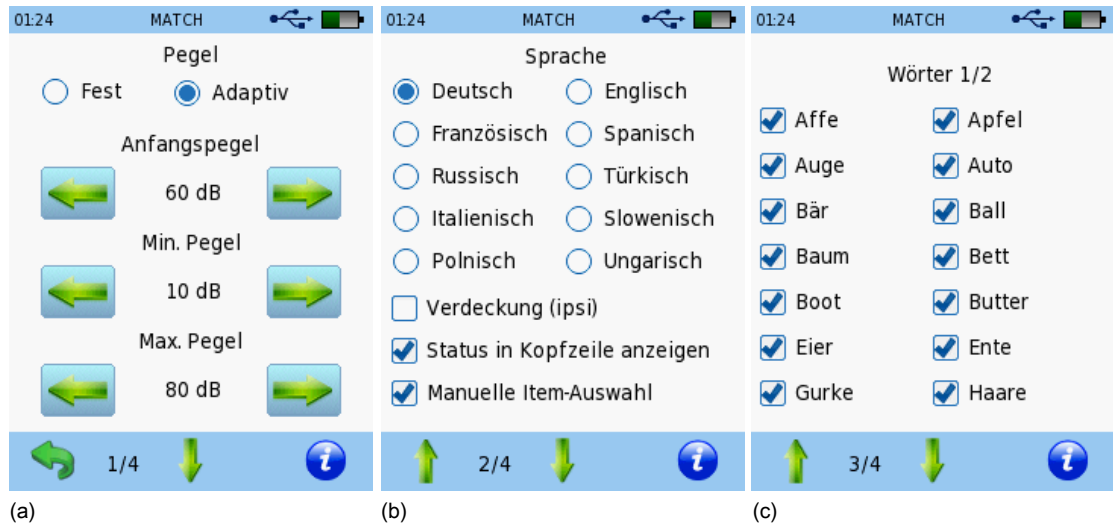 01:24 MATCH
Pegel
Fest Adaptiv
Anfangspegel
60 dB
Min. Pegel
10 dB
Max. Pegel
80 dB
1/4
(a)
01:24 MATCH
Sprache
Deutsch Englisch
Französisch Spanisch
Russisch Türkisch
Italienisch Slowenisch
Polnisch Ungarisch
Verdeckung (ipsi)
Status in Kopfzeile anzeigen
Manuelle Item-Auswahl
2/4
(b)
01:24 MATCH
Wörter 1/2
Affe Apfel
Auge Auto
Bär Ball
Baum Bett
Boot Butter
Eier Ente
Gurke Haare
3/4
(c)